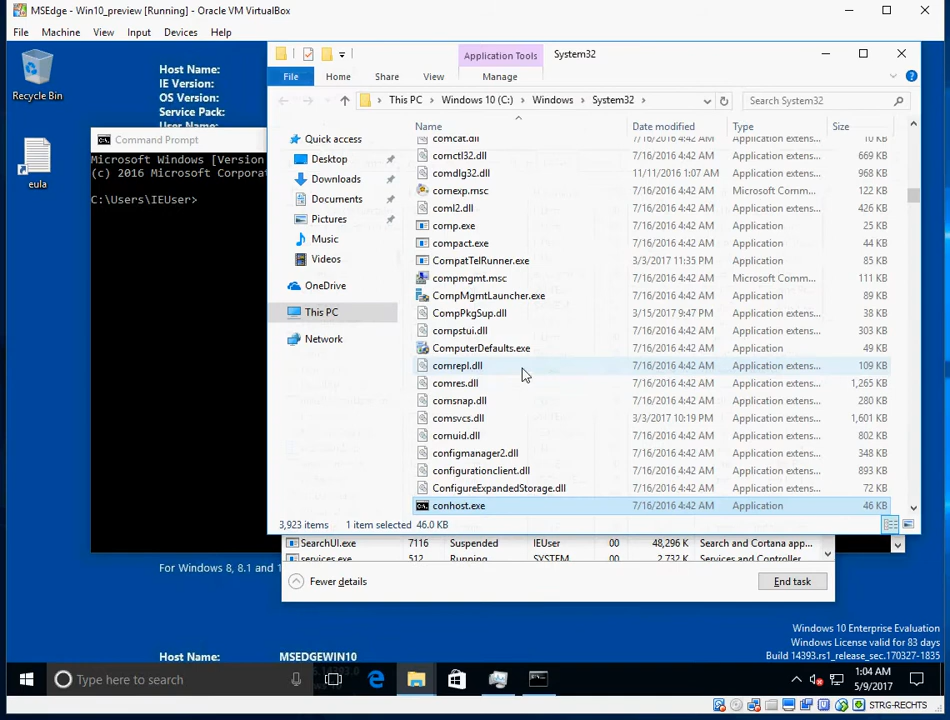 MSEdge - Win10_preview [Running] - Oracle VM VirtualBox
File Machine View Input Devices Help
Recycle Bin
eula
Host Name:
IE Version:
OS Version:
Service Pack:
User Name:
Command Prompt
Microsoft Windows [Version
(c) 2016 Microsoft Corporat
C:\Users\IEUser>
Application Tools System32
File Home Share View Manage
This PC Windows 10 (C:) Windows System32 Search System32
Quick access
Desktop
Downloads
Documents
Pictures
Music
Videos
OneDrive
This PC
Network
Name Date modified Type Size
comcat.dll 7/16/2016 4:42 AM Application extens... 10 KB
comctl32.dll 7/16/2016 4:42 AM Application extens... 669 KB
comdlg32.dll 11/11/2016 1:07 AM Application extens... 968 KB
comexp.msc 7/16/2016 4:42 AM Microsoft Comm... 122 KB
coml2.dll 7/16/2016 4:42 AM Application extens... 426 KB
comp.exe 7/16/2016 4:42 AM Application 25 KB
compact.exe 7/16/2016 4:42 AM Application 44 KB
CompatTelRunner.exe 3/3/2017 11:35 PM Application 85 KB
compmgmt.msc 7/16/2016 4:42 AM Microsoft Comm... 111 KB
CompMgmtLauncher.exe 7/16/2016 4:42 AM Application 89 KB
CompPkgSup.dll 3/15/2017 9:47 PM Application extens... 38 KB
compstui.dll 7/16/2016 4:42 AM Application extens... 303 KB
ComputerDefaults.exe 7/16/2016 4:42 AM Application 49 KB
comrepl.dll 7/16/2016 4:42 AM Application extens... 109 KB
comres.dll 7/16/2016 4:42 AM Application extens... 1,265 KB
comsnap.dll 7/16/2016 4:42 AM Application extens... 280 KB
comsvcs.dll 3/3/2017 10:19 PM Application extens... 1,601 KB
comuid.dll 7/16/2016 4:42 AM Application extens... 802 KB
configmanager2.dll 7/16/2016 4:42 AM Application extens... 348 KB
configurationclient.dll 7/16/2016 4:42 AM Application extens... 893 KB
ConfigureExpandedStorage.dll 7/16/2016 4:42 AM Application extens... 72 KB
conhost.exe 7/16/2016 4:42 AM Application 46 KB
3,923 items 1 item selected 46.0 KB
SearchUI.exe 7116 Suspended IEUser 00 48,296 K Search and Cortana app...
services.exe 512 Running SYSTEM 00 2,732 K Services and Controller
Fewer details End task
For Windows 8, 8.1 and 1
Host Name: MSEDGEWIN10
Windows 10 Enterprise Evaluation
Windows License valid for 83 days
Build 14393.rs1_release_sec.170327-1835
Type here to search
1:04 AM
5/9/2017
STRG-RECHTS